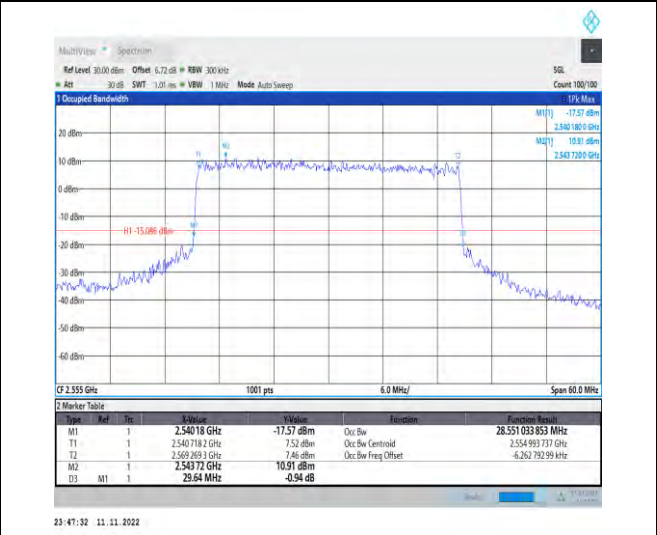 MultiView Spectrum
Ref Level 30.00 dBm Offset 6.72 dB RBW 300 kHz SGL
Att 30 dB SWT 1.01 ms VBW 1 MHz Mode Auto Sweep Count 100/100
1 Occupied Bandwidth 1Pk Max
M1[1] -17.57 dBm
2.540 180 0 GHz
M2[1] 10.91 dBm
2.543 720 0 GHz
20 dBm
10 dBm
T1 M2 T2
0 dBm
-10 dBm
H1 -15.086 dBm M1
D3
-20 dBm
-30 dBm
-40 dBm
-50 dBm
-60 dBm
CF 2.555 GHz 1001 pts 6.0 MHz/ Span 60.0 MHz
2 Marker Table
Type Ref Trc X-Value Y-Value Function Function Result
M1 1 2.540 18 GHz -17.57 dBm Occ Bw 28.551 033 853 MHz
T1 1 2.540 718 2 GHz 7.52 dBm Occ Bw Centroid 2.554 993 737 GHz
T2 1 2.569 269 3 GHz 7.46 dBm Occ Bw Freq Offset -6.262 792 99 kHz
M2 1 2.543 72 GHz 10.91 dBm
D3 M1 1 29.64 MHz -0.94 dB
23:47:32 11.11.2022